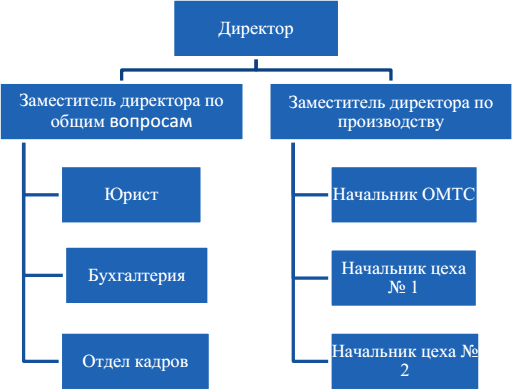 Директор
Заместитель директора по
общим вопросам
Заместитель директора по
производству
Юрист
Бухгалтерия
Отдел кадров
Начальник ОМТС
Начальник цеха
№ 1
Начальник цеха №
2